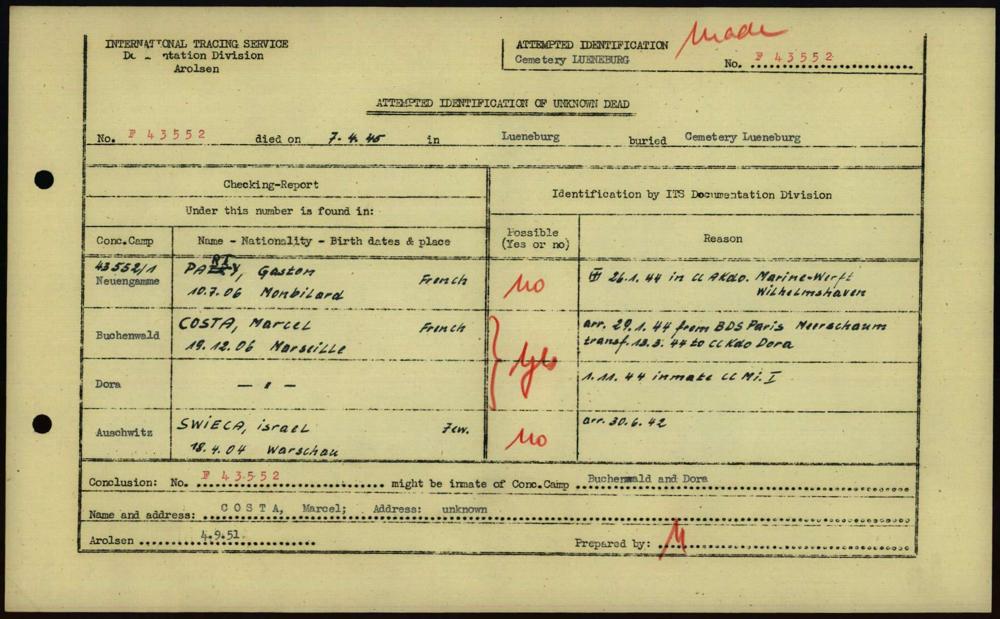 INTERNATIONAL TRACING SERVICE
Documentation Division
Arolsen
ATTEMPTED IDENTIFICATION
Cemetery LUENEBURG
Made
No. F 43552
ATTEMPTED IDENTIFICATION OF UNKNOWN DEAD
No. F 43552 died on 7.4.45 in Lueneburg buried Cemetery Lueneburg
Checking-Report
Under this number is found in:
Identification by ITS Documentation Division
Conc.Camp
Name - Nationality - Birth dates & place
Possible
(Yes or no)
Reason
43552/1
Neuengamme
Gaston French
10.7.06 Monbilard
no
26.1.44 in CC AKdo. Marine-Werft
Wilhelmshaven
Buchenwald
COSTA, Marcel French
19.12.06 Marseille
yes
arr. 29.1.44 from BDS Paris Meerschaum
transf. 13.3.44 to CC Kdo Dora
Dora
— " —
1.11.44 inmate CC Mi. I
Auschwitz
SWIECA, israel Jew.
18.4.04 Warschau
no
arr. 30.6.42
Conclusion: No. F 43552 might be inmate of Conc.Camp Buchenwald and Dora
Name and address: COSTA, Marcel; Address: unknown
Arolsen 4.9.51
Prepared by: